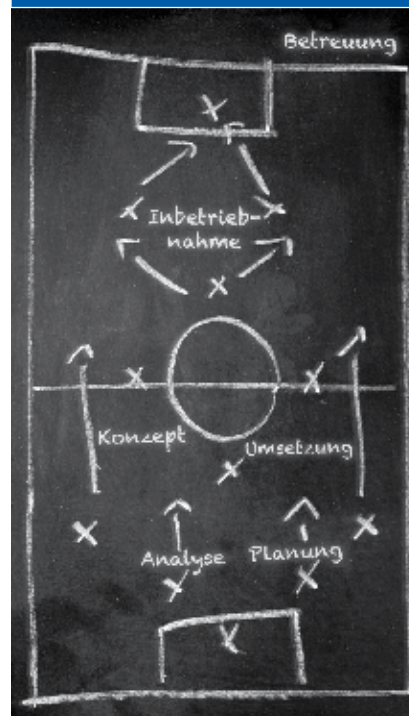 Betreuung
Inbetrieb-
nahme
Konzept
Umsetzung
Analyse Planung